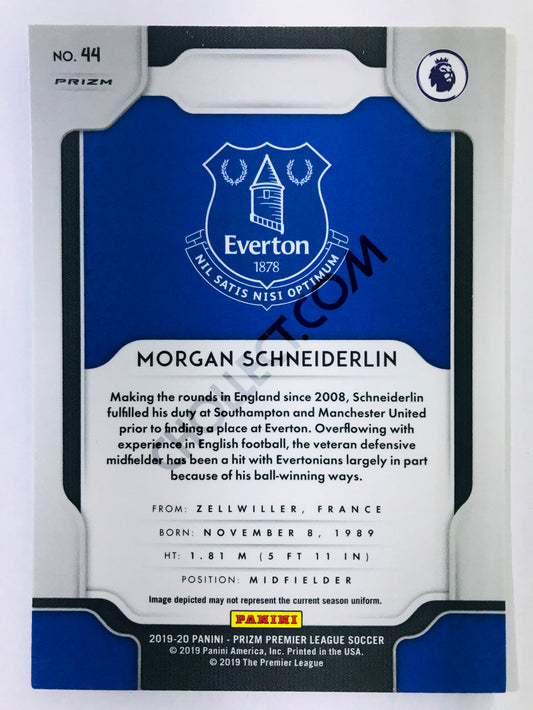 NO. 44
PRIZM
Everton
1878
NIL SATIS NISI OPTIMUM
MORGAN SCHNEIDERLIN
Making the rounds in England since 2008, Schneiderlin
fulfilled his duty at Southampton and Manchester United
prior to finding a place at Everton. Overflowing with
experience in English football, the veteran defensive
midfielder has been a hit with Evertonians largely in part
because of his ball-winning ways.
FROM: ZELLWILLER, FRANCE
BORN: NOVEMBER 8, 1989
HT: 1.81 M (5 FT 11 IN)
POSITION: MIDFIELDER
Image depicted may not represent the current season uniform.
PANINI
2019-20 PANINI - PRIZM PREMIER LEAGUE SOCCER
© 2019 Panini America, Inc. Printed in the USA.
© 2019 The Premier League